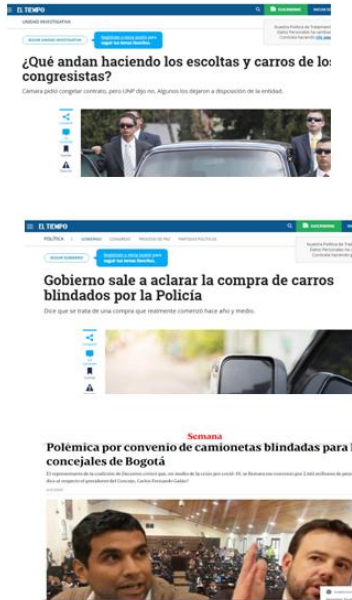 EL TIEMPO
SUSCRIBIRME
UNIDAD INVESTIGATIVA
SEGUIR UNIDAD INVESTIGATIVA
Regístrate o inicia sesión para
seguir tus temas favoritos.
¿Qué andan haciendo los escoltas y carros de los
congresistas?
Cámara pidió congelar contrato, pero UNP dijo no. Algunos los dejaron a disposición de la entidad.
EL TIEMPO
SUSCRIBIRME
POLÍTICA
GOBIERNO CONGRESO PROCESO DE PAZ PARTIDOS POLÍTICOS
SEGUIR GOBIERNO
Regístrate o inicia sesión para
seguir tus temas favoritos.
Gobierno sale a aclarar la compra de carros
blindados por la Policía
Dice que se trata de una compra que realmente comenzó hace año y medio.
Semana
Polémica por convenio de camionetas blindadas para
concejales de Bogotá